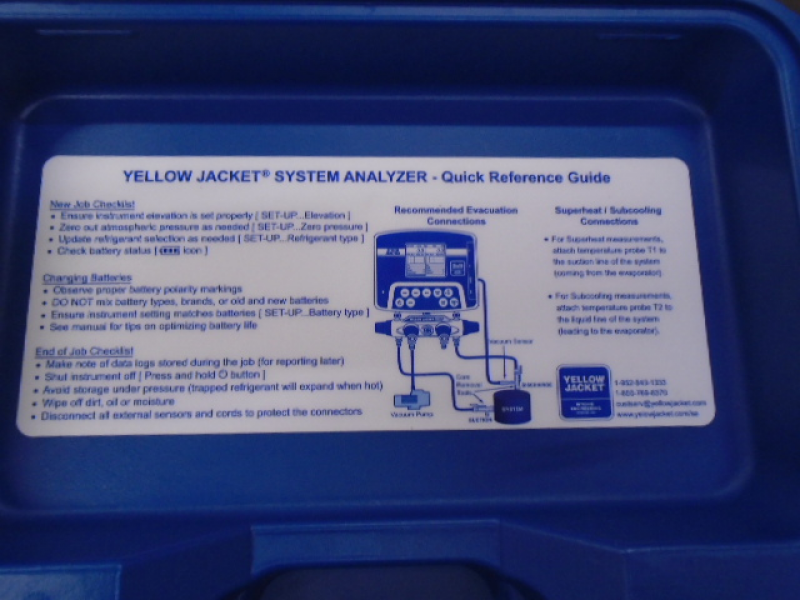 YELLOW JACKET® SYSTEM ANALYZER - Quick Reference Guide
New Job Checklist
• Ensure instrument elevation is set properly [ SET-UP...Elevation ]
• Zero out atmospheric pressure as needed [ SET-UP...Zero pressure ]
• Update refrigerant selection as needed [ SET-UP...Refrigerant type ]
• Check battery status [ icon ]
Changing Batteries
• Observe proper battery polarity markings
• DO NOT mix battery types, brands, or old and new batteries
• Ensure instrument setting matches batteries [ SET-UP...Battery type ]
• See manual for tips on optimizing battery life
End of Job Checklist
• Make note of data logs stored during the job (for reporting later)
• Shut instrument off [ Press and hold button ]
• Avoid storage under pressure (trapped refrigerant will expand when hot)
• Wipe off dirt, oil or moisture
• Disconnect all external sensors and cords to protect the connectors
Recommended Evacuation
Connections
Vacuum Sensor
Core
Removal
Tools
Vacuum Pump
SYSTEM
Superheat / Subcooling
Connections
• For Superheat measurements,
attach temperature probe T1 to
the suction line of the system
(coming from the evaporator)
• For Subcooling measurements,
attach temperature probe T2 to
the liquid line of the system
(leading to the evaporator).
YELLOW
JACKET
custserv@yellowjacket.com